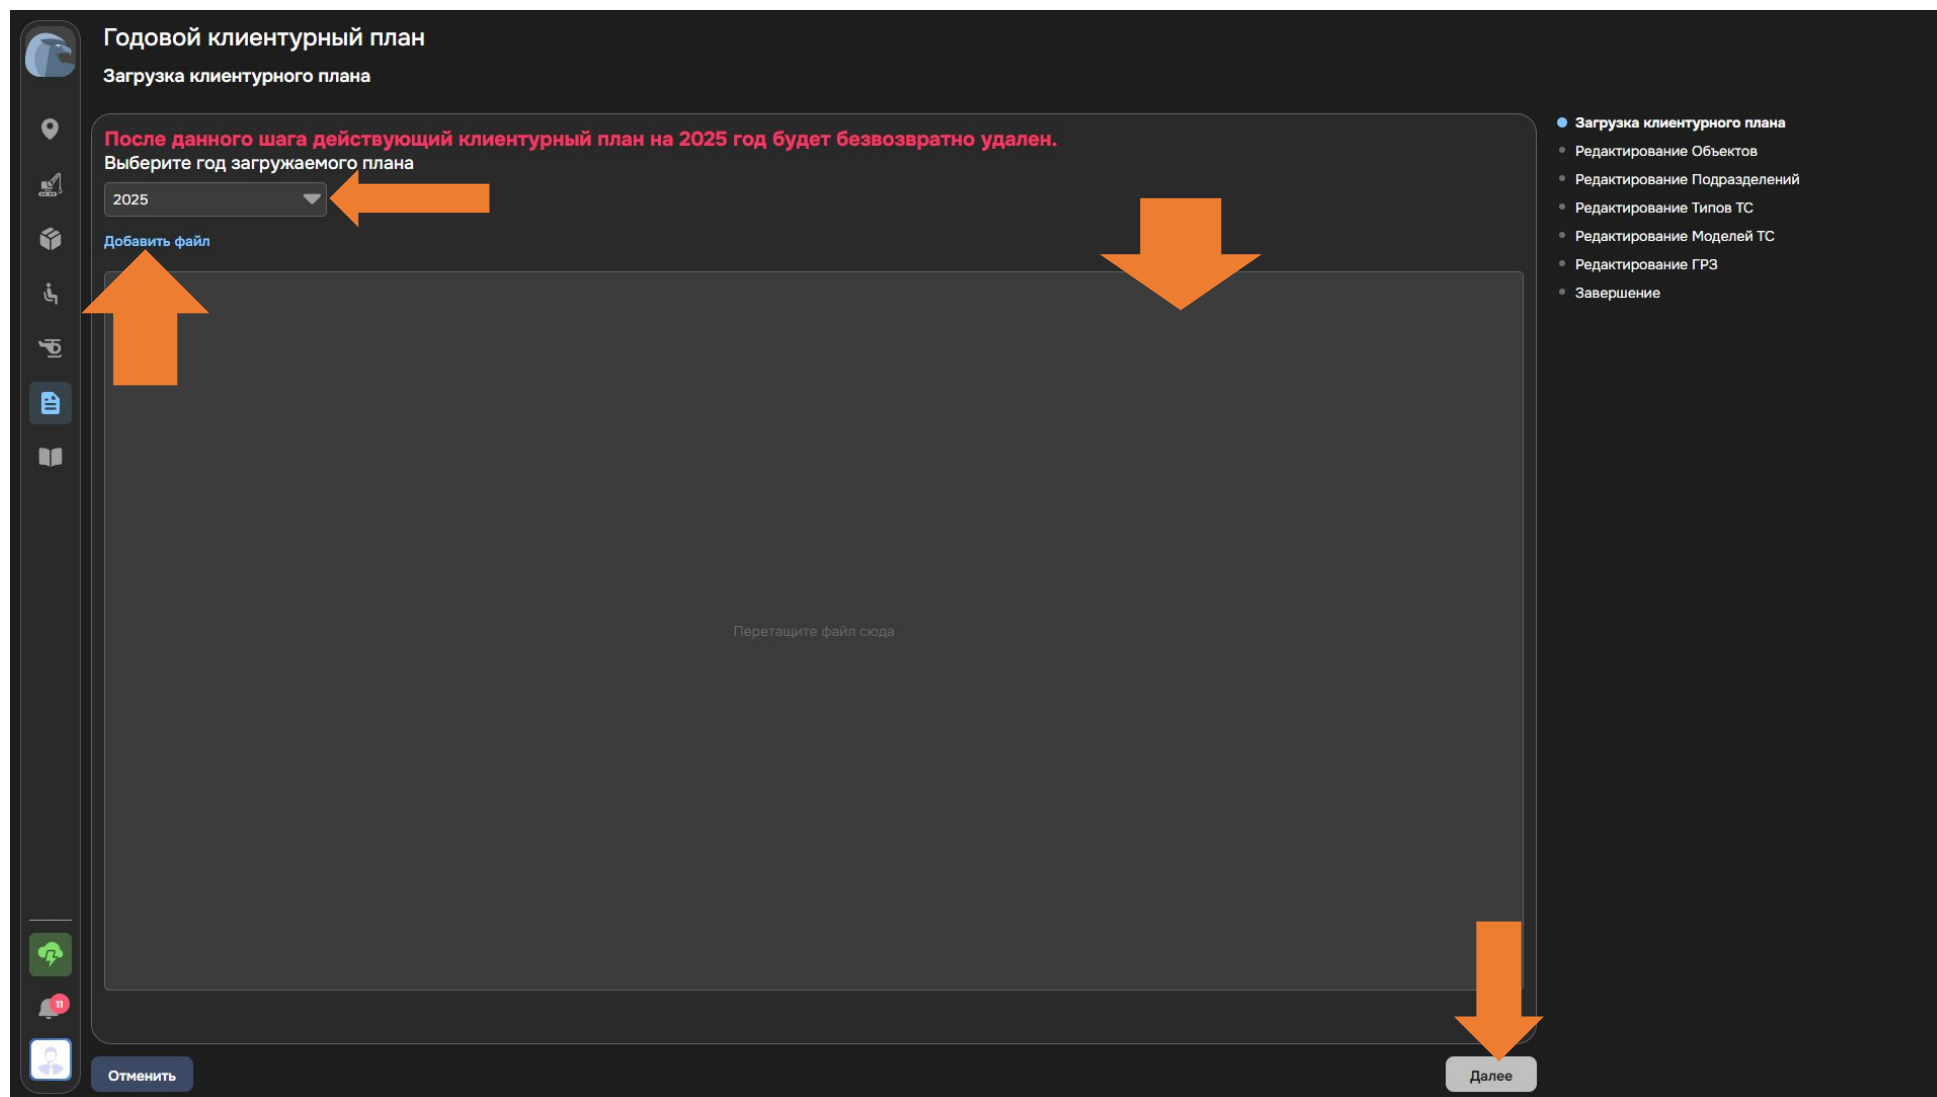 Годовой клиентурный план
Загрузка клиентурного плана
После данного шага действующий клиентурный план на 2025 год будет безвозвратно удален.
Выберите год загружаемого плана
2025
Добавить файл
Перетащите файл сюда
Загрузка клиентурного плана
Редактирование Объектов
Редактирование Подразделений
Редактирование Типов ТС
Редактирование Моделей ТС
Редактирование ГРЗ
Завершение
11
Отменить
Далее